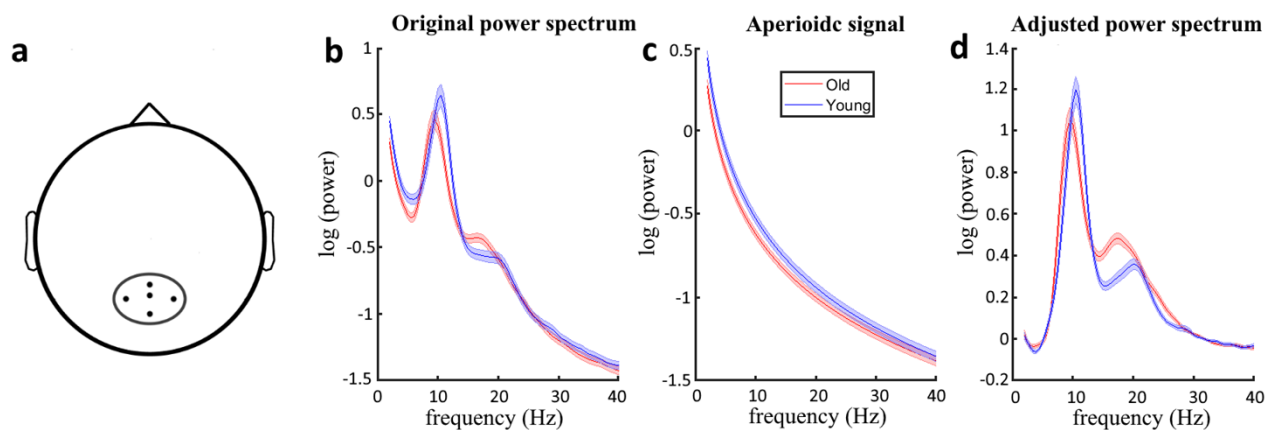 a
b
Original power spectrum
log (power)
1
0.5
0
-0.5
-1
-1.5
0 10 20 30 40
frequency (Hz)
c
Aperioidc signal
log (power)
0.5
0
-0.5
-1
-1.5
0 10 20 30 40
frequency (Hz)
Old
Young
d
Adjusted power spectrum
log (power)
1.4
1.2
1
0.8
0.6
0.4
0.2
0
-0.2
0 10 20 30 40
frequency (Hz)